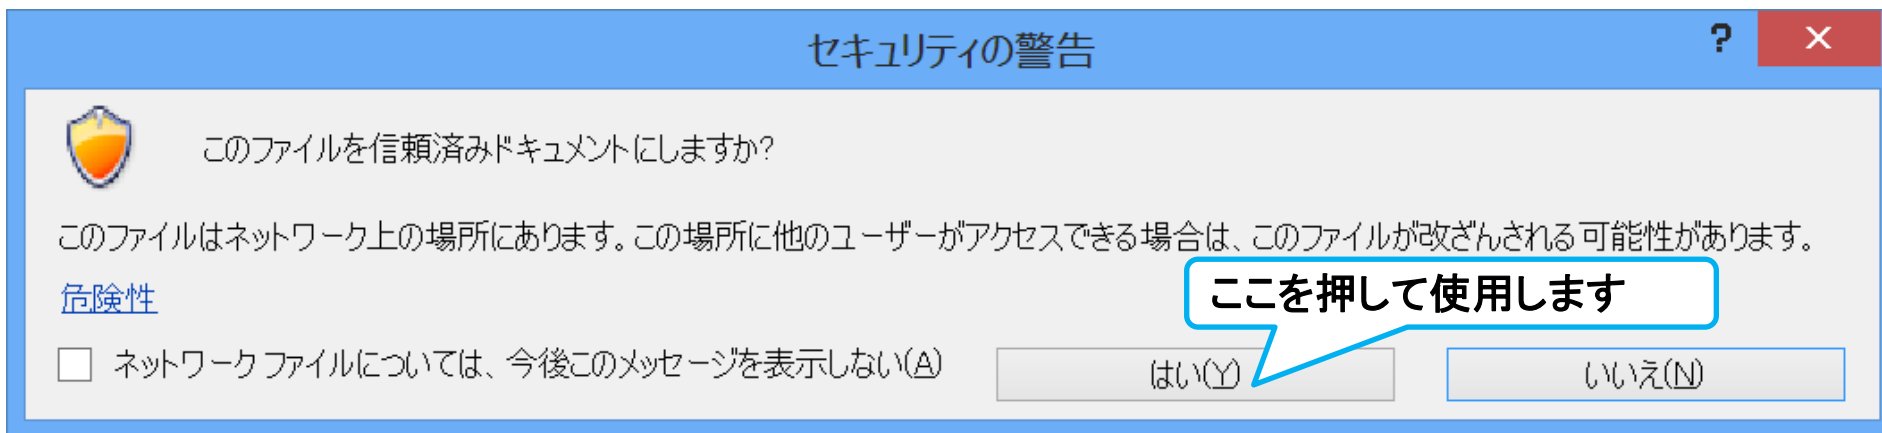 セキュリティの警告
?
このファイルを信頼済みドキュメントにしますか?
このファイルはネットワーク上の場所にあります。この場所に他のユーザーがアクセスできる場合は、このファイルが改ざんされる可能性があります。
危険性
ここを押して使用します
ネットワーク ファイルについては、今後このメッセージを表示しない(A)
はい(Y)
いいえ(N)